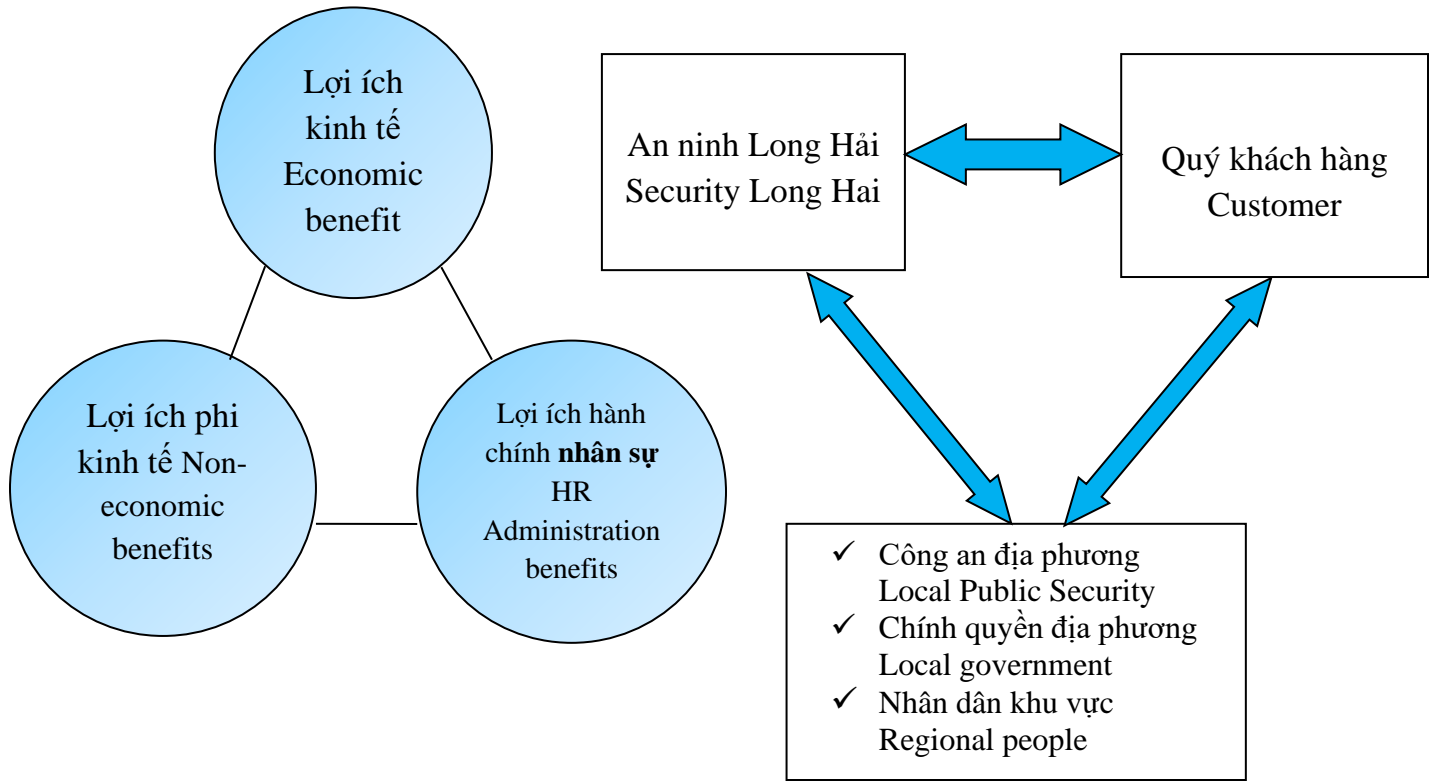 Lợi ích
kinh tế
Economic
benefit
Lợi ích phi
kinh tế Non-
economic
benefits
Lợi ích hành
chính nhân sự
HR
Administration
benefits
An ninh Long Hải
Security Long Hai
Quý khách hàng
Customer
✓ Công an địa phương
Local Public Security
✓ Chính quyền địa phương
Local government
✓ Nhân dân khu vực
Regional people